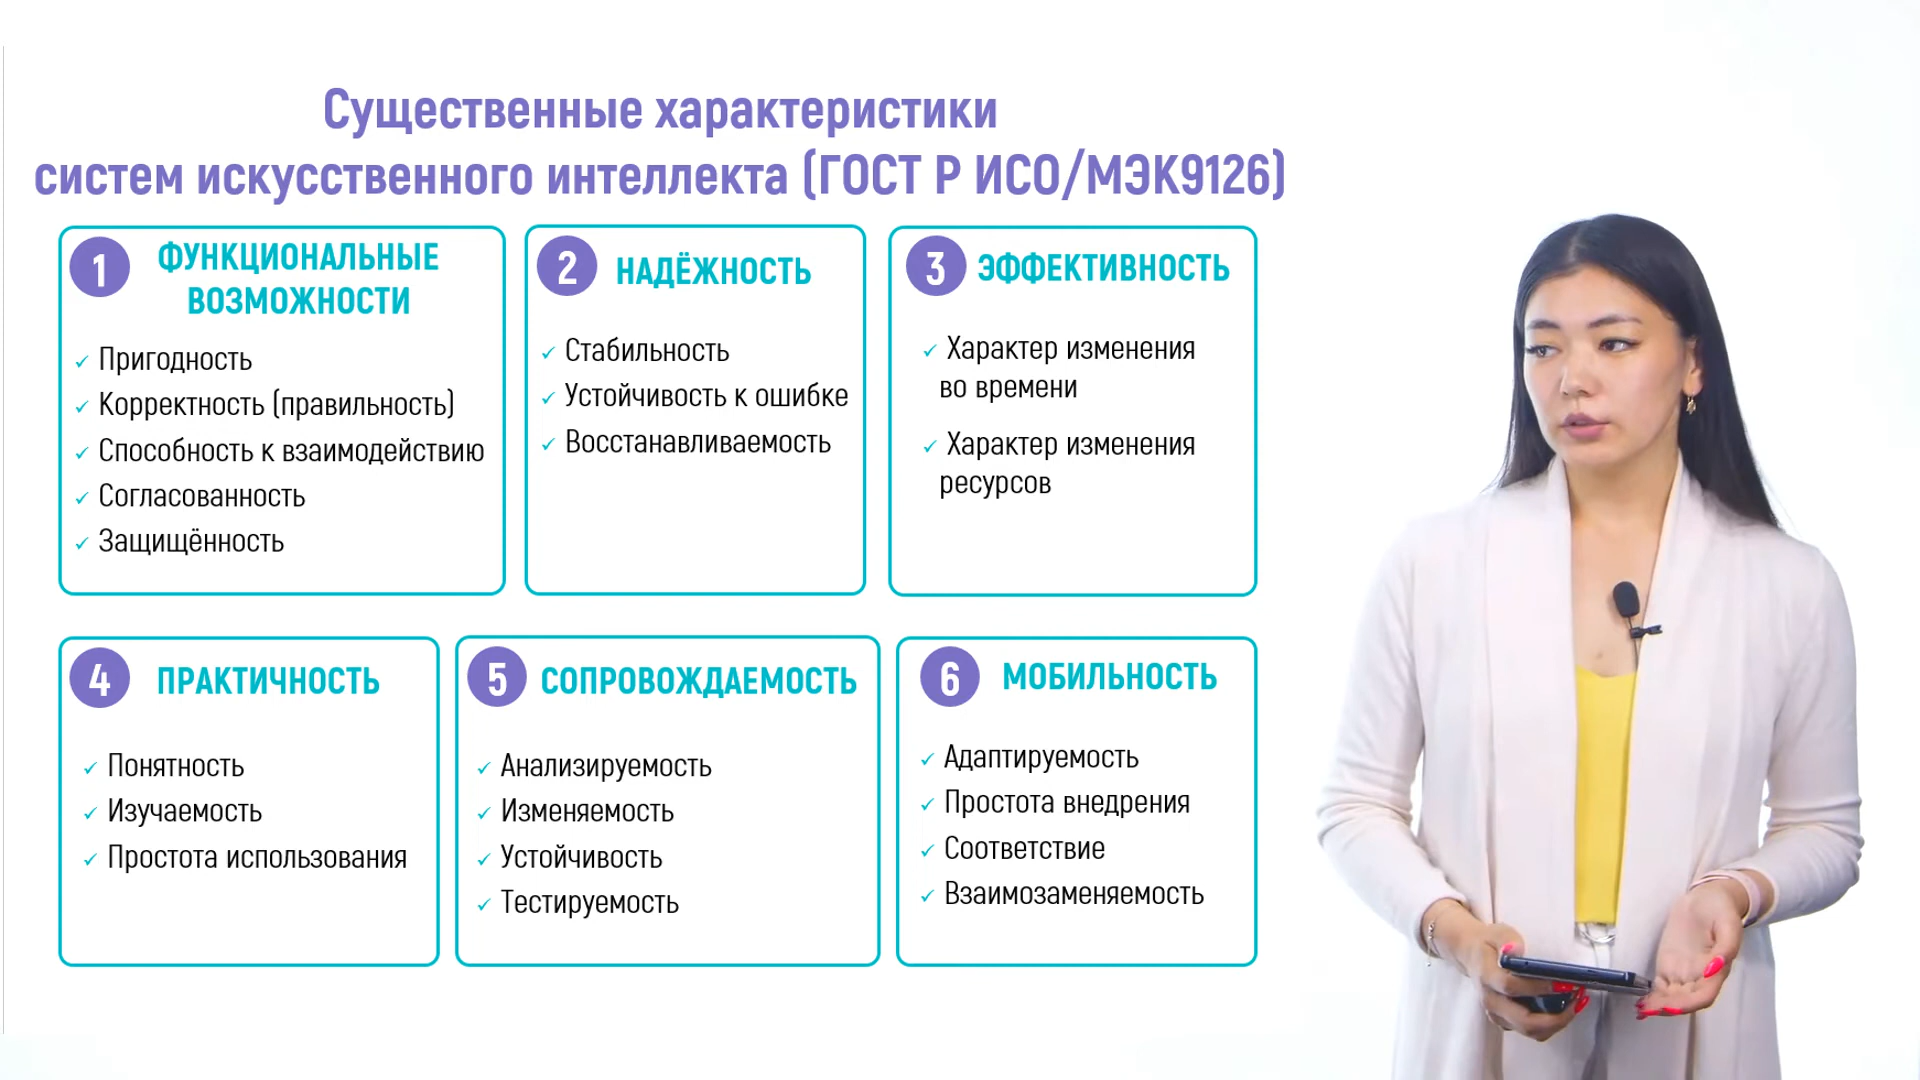 Существенные характеристики
систем искусственного интеллекта (ГОСТ Р ИСО/МЭК9126)
1
ФУНКЦИОНАЛЬНЫЕ
ВОЗМОЖНОСТИ
Пригодность
Корректность (правильность)
Способность к взаимодействию
Согласованность
Защищённость
2
НАДЁЖНОСТЬ
Стабильность
Устойчивость к ошибке
Восстанавливаемость
3
ЭФФЕКТИВНОСТЬ
Характер изменения
во времени
Характер изменения
ресурсов
4
ПРАКТИЧНОСТЬ
Понятность
Изучаемость
Простота использования
5
СОПРОВОЖДАЕМОСТЬ
Анализируемость
Изменяемость
Устойчивость
Тестируемость
6
МОБИЛЬНОСТЬ
Адаптируемость
Простота внедрения
Соответствие
Взаимозаменяемость